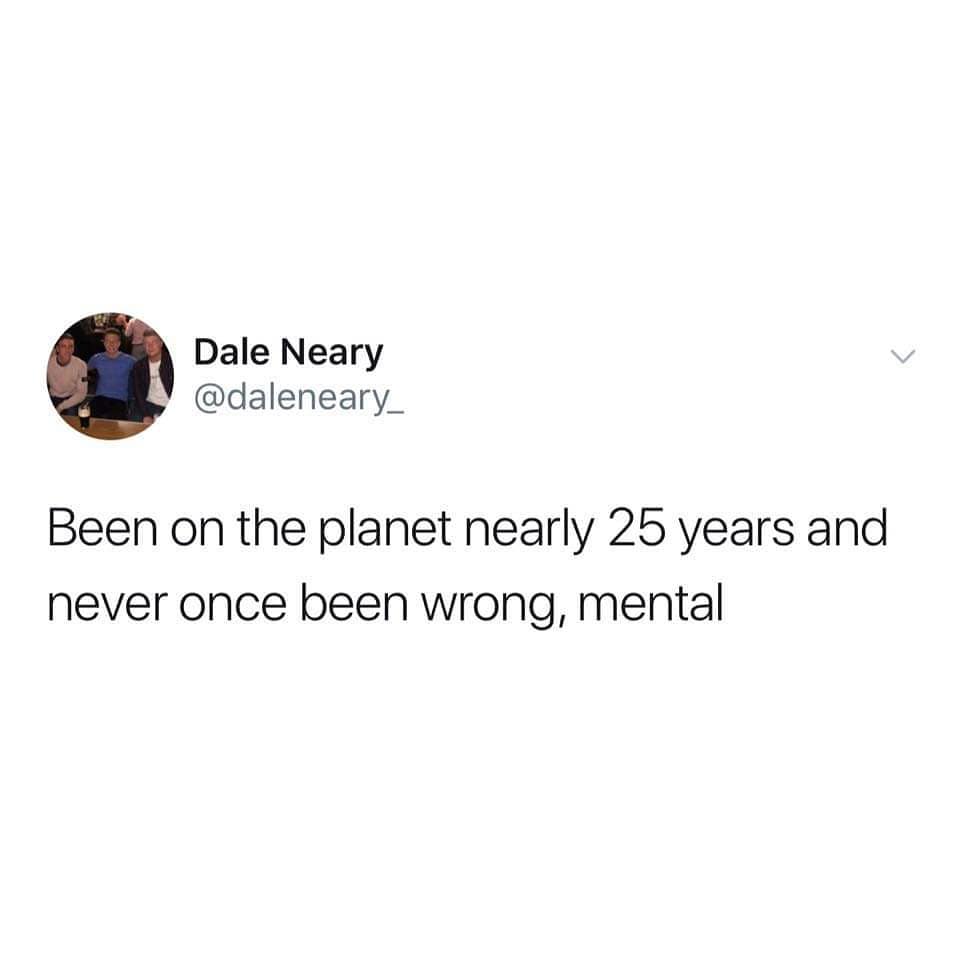 Dale Neary
@daleneary_
Been on the planet nearly 25 years and
never once been wrong, mental